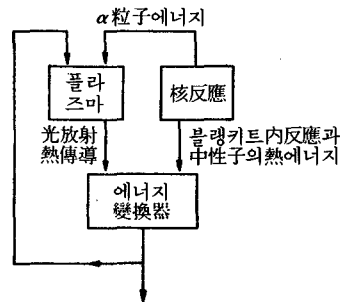 α粒子에너지
플라
즈마
核反應
光放射
熱傳導
블랭키트内反應과
中性子의熱에너지
에너지
變換器